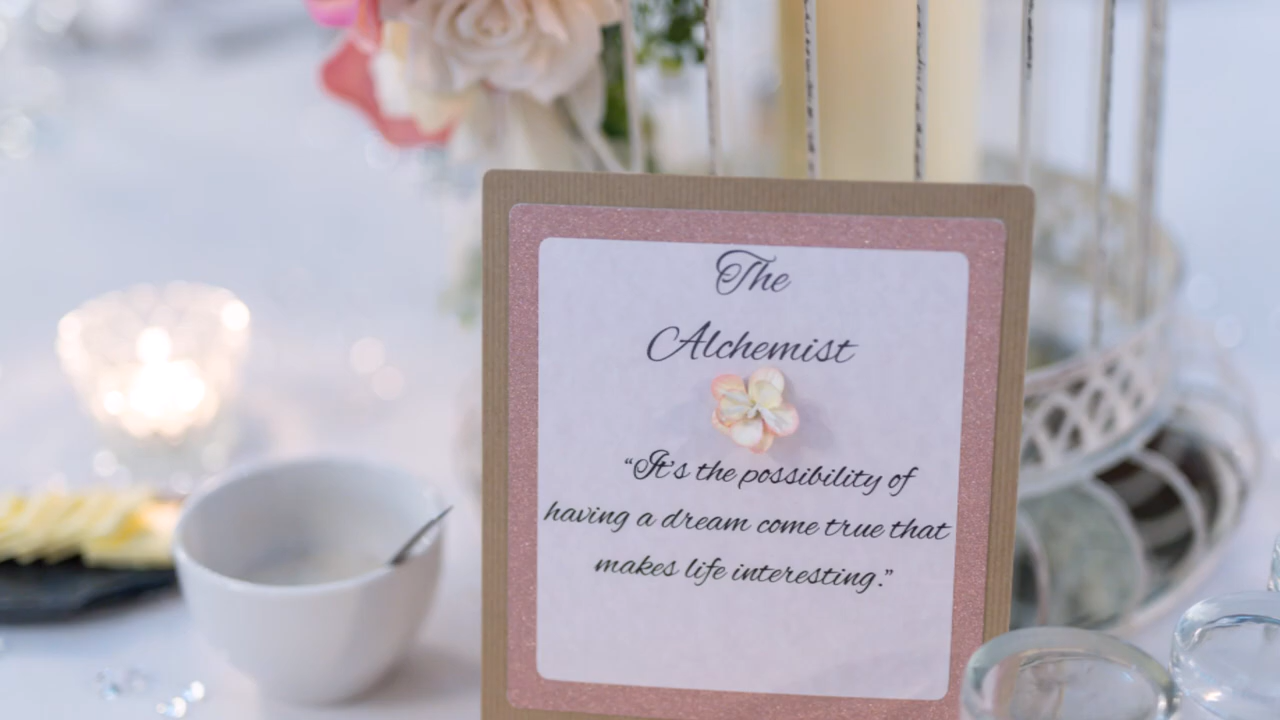 The
Alchemist
“It's the possibility of
having a dream come true that
makes life interesting.”